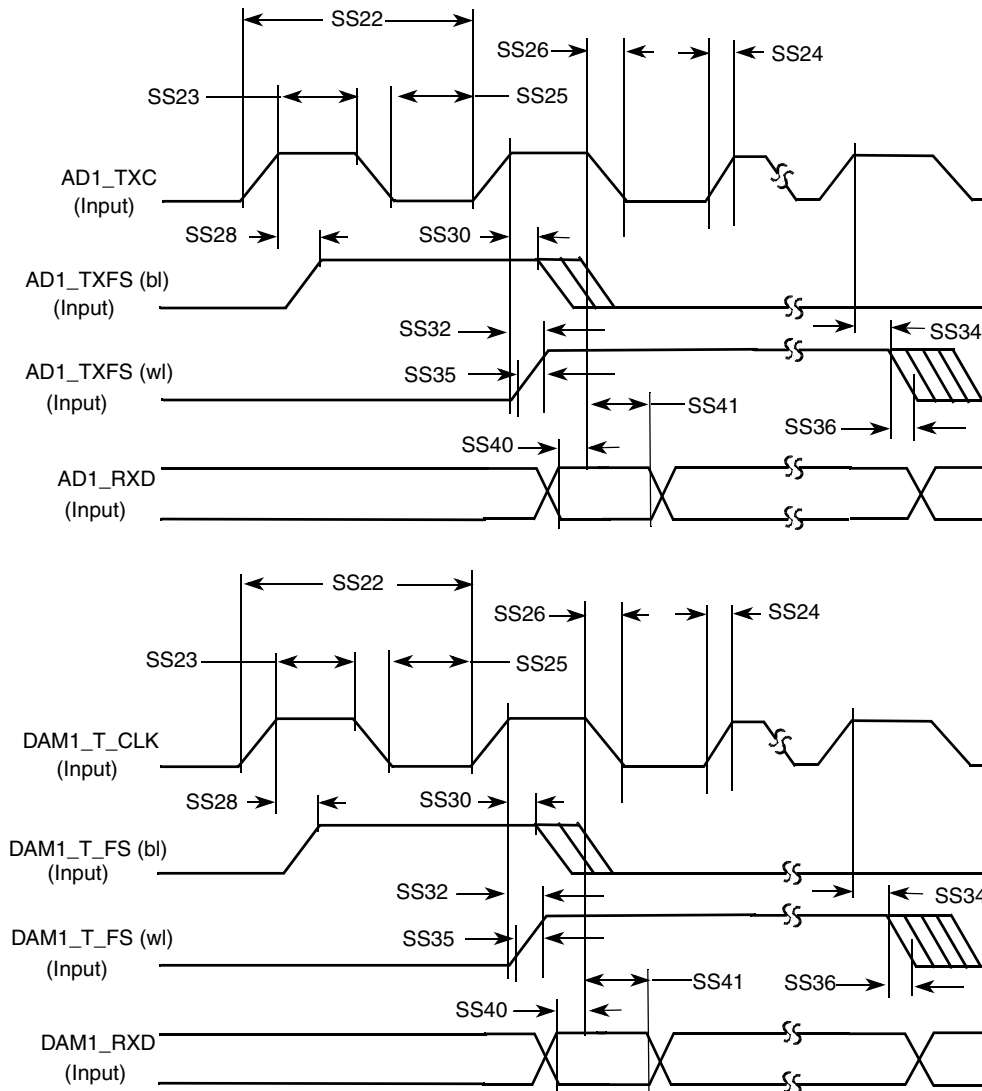 SS22
SS26
SS24
SS23
SS25
AD1_TXC
(Input)
SS28
SS30
AD1_TXFS (bl)
(Input)
SS32
SS34
SS35
AD1_TXFS (wl)
(Input)
SS41
SS36
SS40
AD1_RXD
(Input)
SS22
SS26
SS24
SS23
SS25
DAM1_T_CLK
(Input)
SS28
SS30
DAM1_T_FS (bl)
(Input)
SS32
SS34
SS35
DAM1_T_FS (wl)
(Input)
SS41
SS36
SS40
DAM1_RXD
(Input)